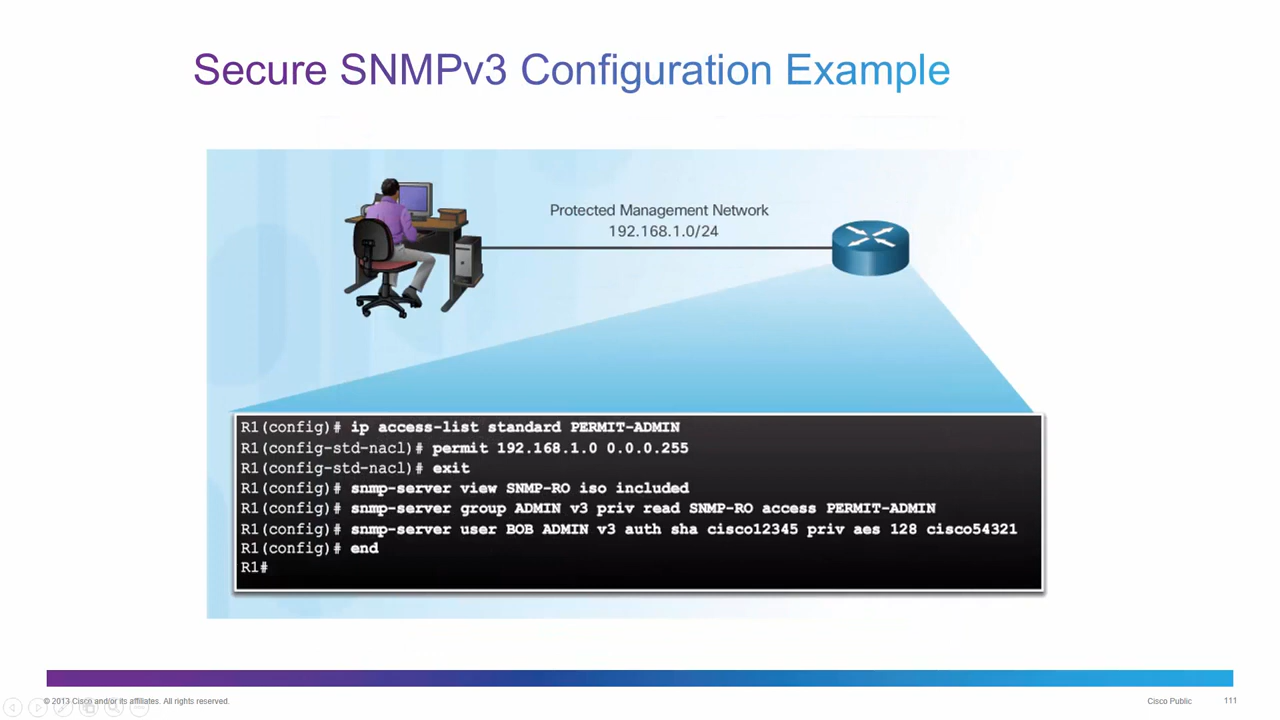 Secure SNMPv3 Configuration Example
Protected Management Network
192.168.1.0/24
R1(config)# ip access-list standard PERMIT-ADMIN
R1(config-std-nacl)# permit 192.168.1.0 0.0.0.255
R1(config-std-nacl)# exit
R1(config)# snmp-server view SNMP-RO iso included
R1(config)# snmp-server group ADMIN v3 priv read SNMP-RO access PERMIT-ADMIN
R1(config)# snmp-server user BOB ADMIN v3 auth sha cisco12345 priv aes 128 cisco54321
R1(config)# end
R1#
© 2013 Cisco and/or its affiliates. All rights reserved.
Cisco Public
111